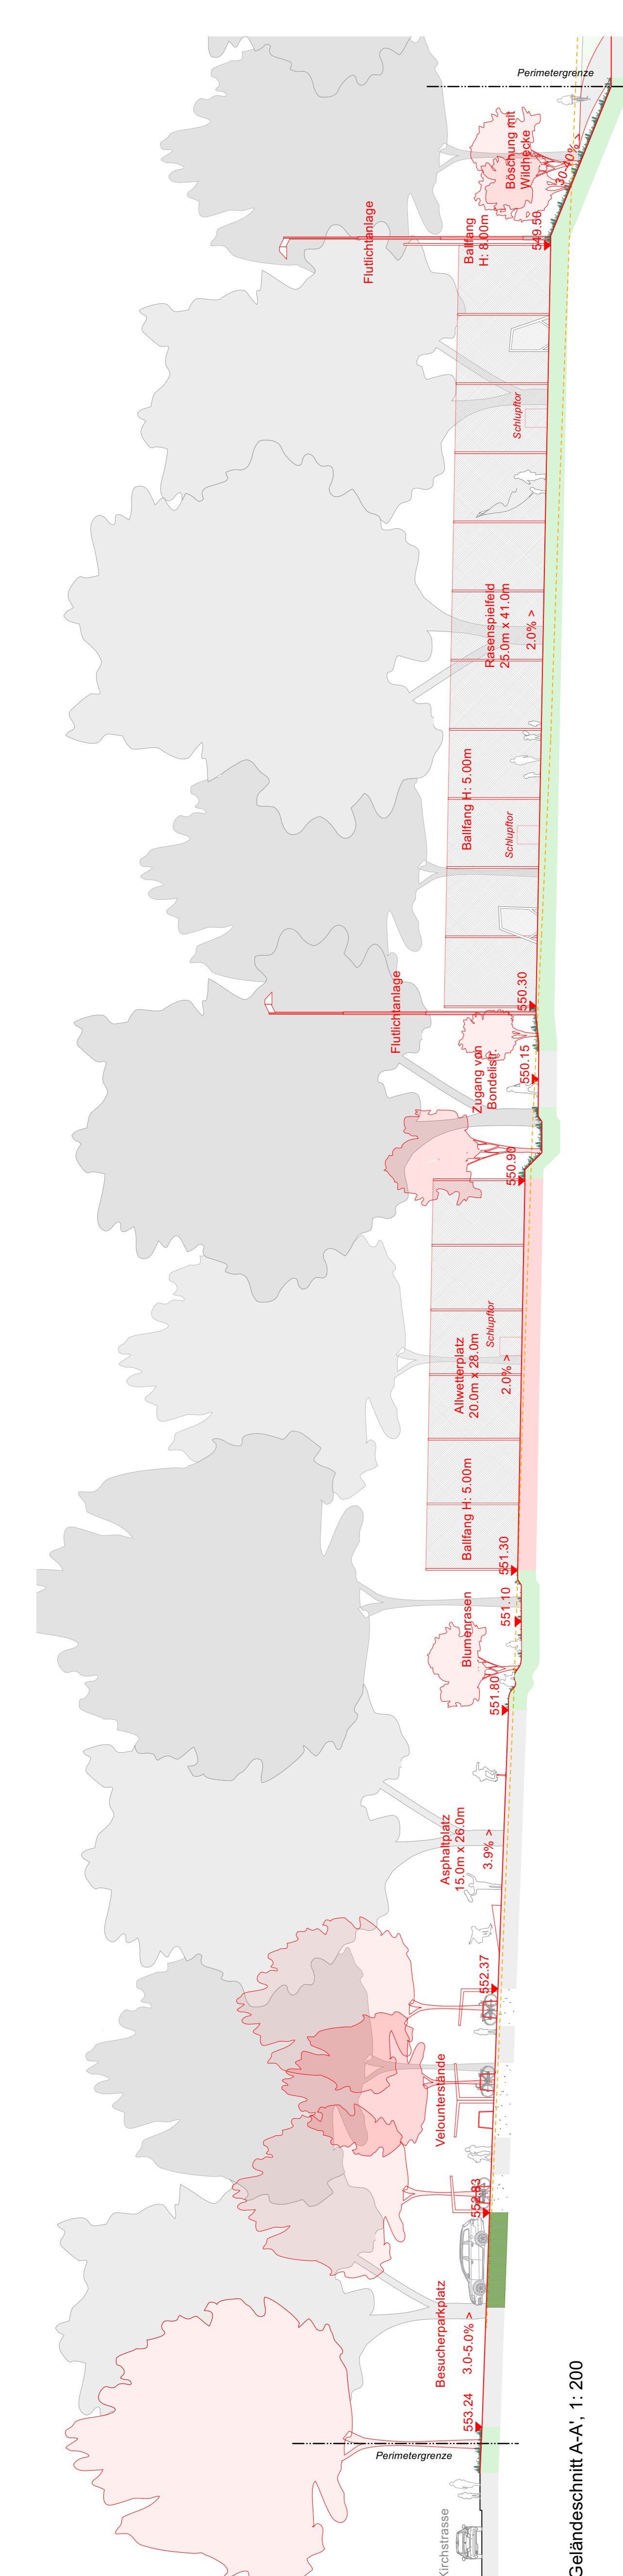 Kirchstrasse
Perimetergrenze
553.24
Besucherparkplatz
3.0-5.0% >
552.83
Velounterstände
552.37
Asphaltplatz
15.0m x 26.0m
3.9% >
551.80
Blumenrasen
551.10
551.30
Ballfang H: 5.00m
Allwetterplatz
20.0m x 28.0m
2.0% >
Schlupftor
550.90
Zugang von
Bondelistr.
550.15
Flutlichtanlage
550.30
Ballfang H: 5.00m
Schlupftor
Rasenspielfeld
25.0m x 41.0m
2.0% >
Schlupftor
Flutlichtanlage
Ballfang
H: 8.00m
549.50
Böschung mit
Wildhecke
30-40% >
Perimetergrenze
Geländeschnitt A-A', 1: 200